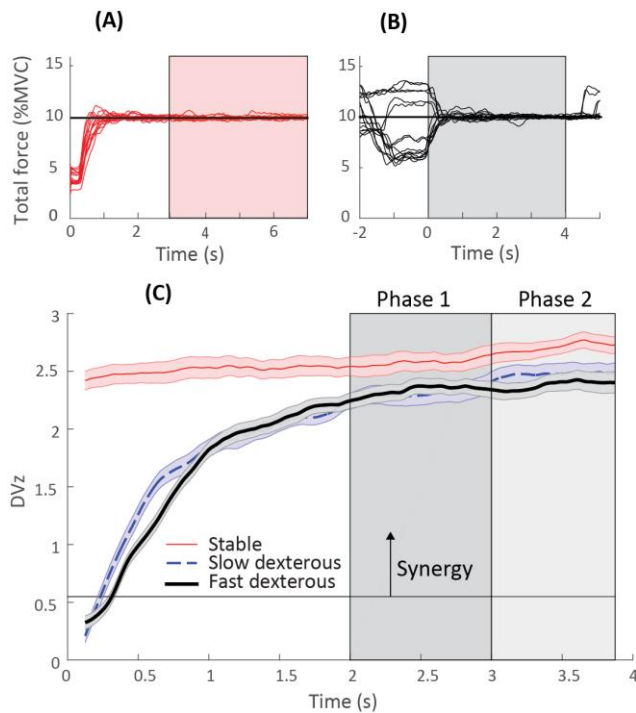 (A)
(B)
Total force (%MVC)
15
10
5
0
0 2 4 6
Time (s)
15
10
5
0
-2 0 2 4
Time (s)
(C)
Phase 1 Phase 2
DVz
3
2.5
2
1.5
1
0.5
0
Stable
Slow dexterous
Fast dexterous
Synergy
0 0.5 1 1.5 2 2.5 3 3.5 4
Time (s)